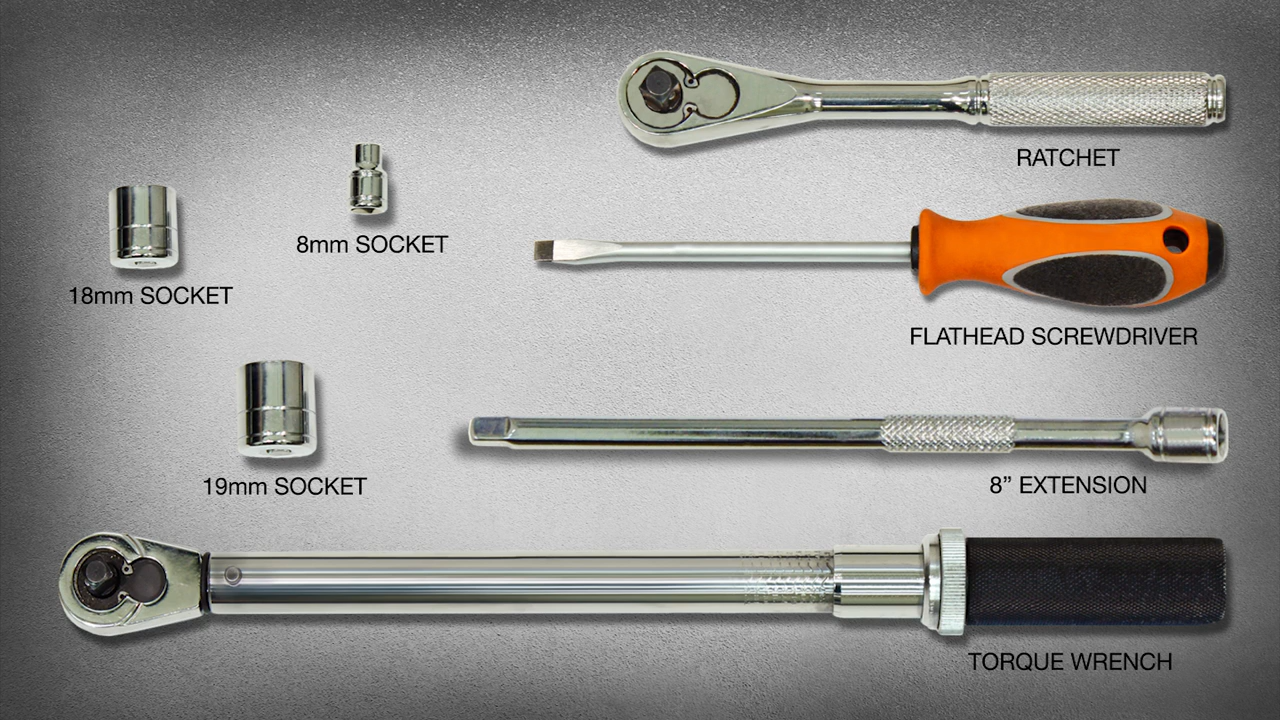 RATCHET
8mm SOCKET
18mm SOCKET
FLATHEAD SCREWDRIVER
19mm SOCKET
8” EXTENSION
TORQUE WRENCH